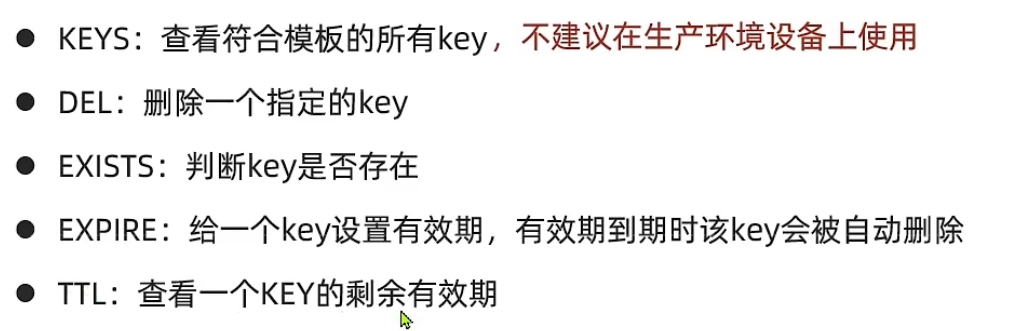 ● KEYS：查看符合模板的所有key，不建议在生产环境设备上使用
● DEL：删除一个指定的key
● EXISTS：判断key是否存在
● EXPIRE：给一个key设置有效期，有效期到期时该key会被自动删除
● TTL：查看一个KEY的剩余有效期